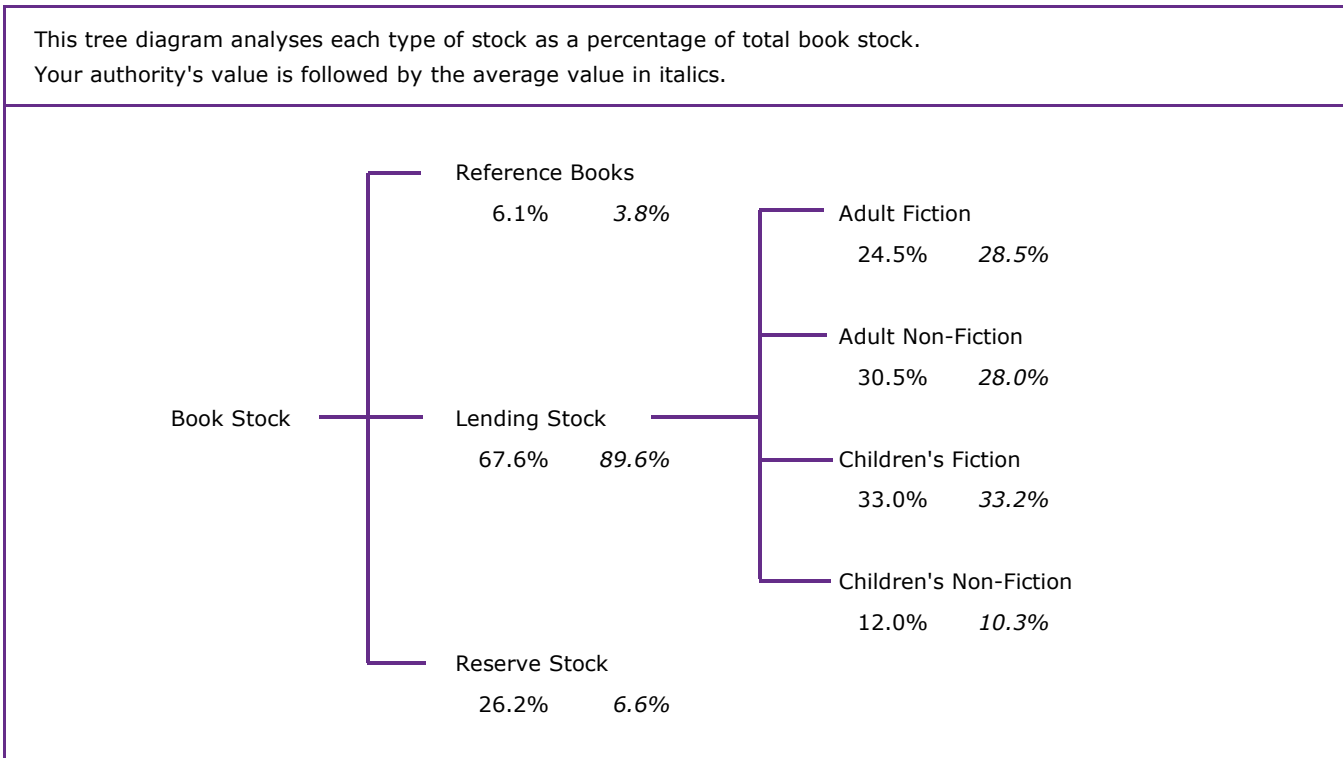 This tree diagram analyses each type of stock as a percentage of total book stock.
Your authority's value is followed by the average value in italics.
Reference Books
6.1% 3.8%
Adult Fiction
24.5% 28.5%
Adult Non-Fiction
30.5% 28.0%
Book Stock
Lending Stock
67.6% 89.6%
Children's Fiction
33.0% 33.2%
Children's Non-Fiction
12.0% 10.3%
Reserve Stock
26.2% 6.6%